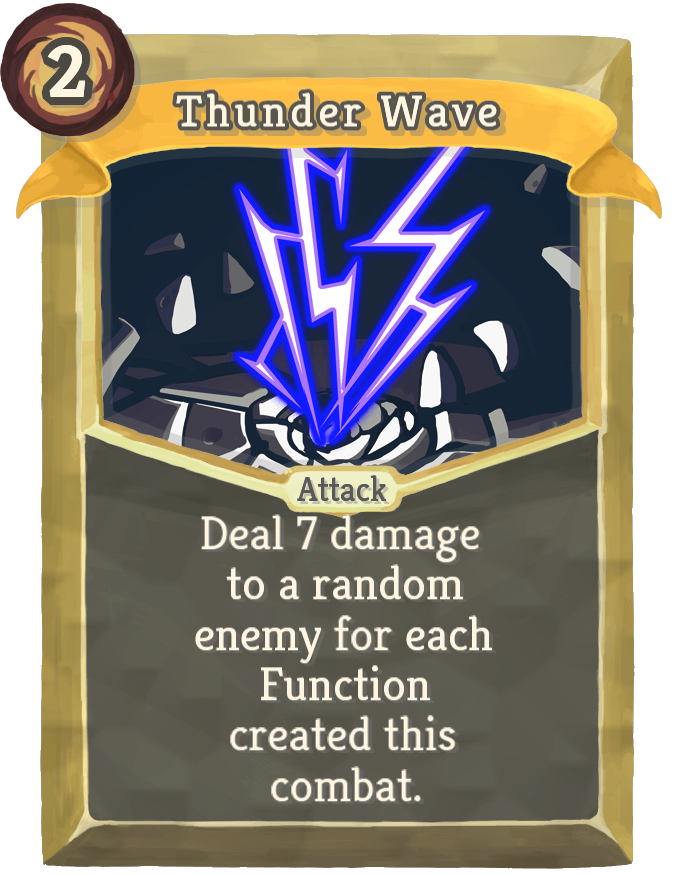 2
Thunder Wave
Attack
Deal 7 damage
to a random
enemy for each
Function
created this
combat.